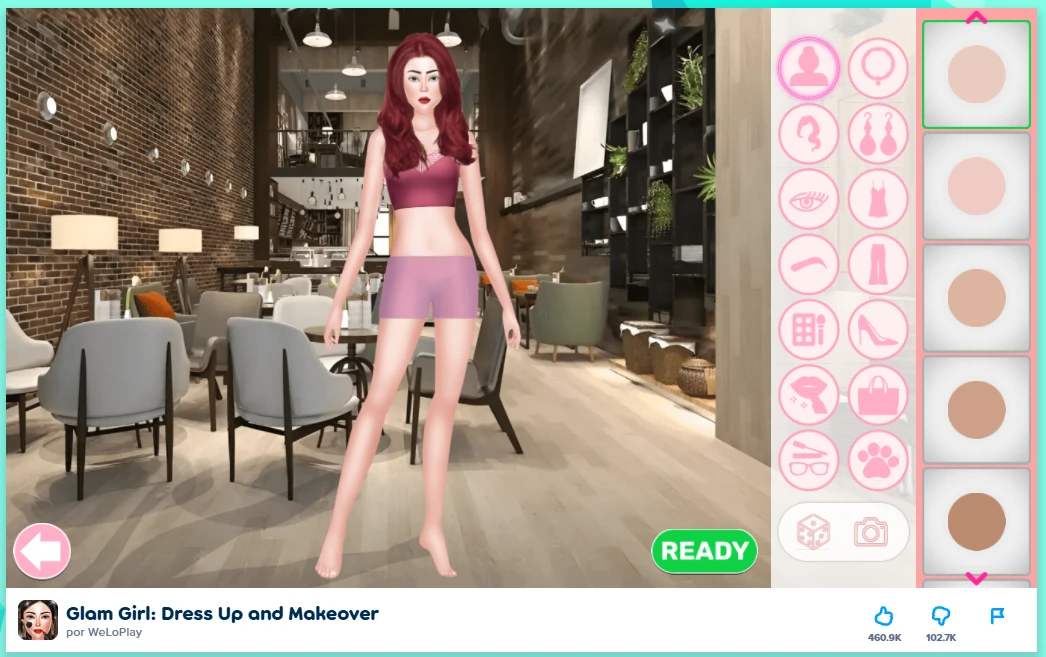 READY
Glam Girl: Dress Up and Makeover
por WeLoPlay
460.9K
102.7K